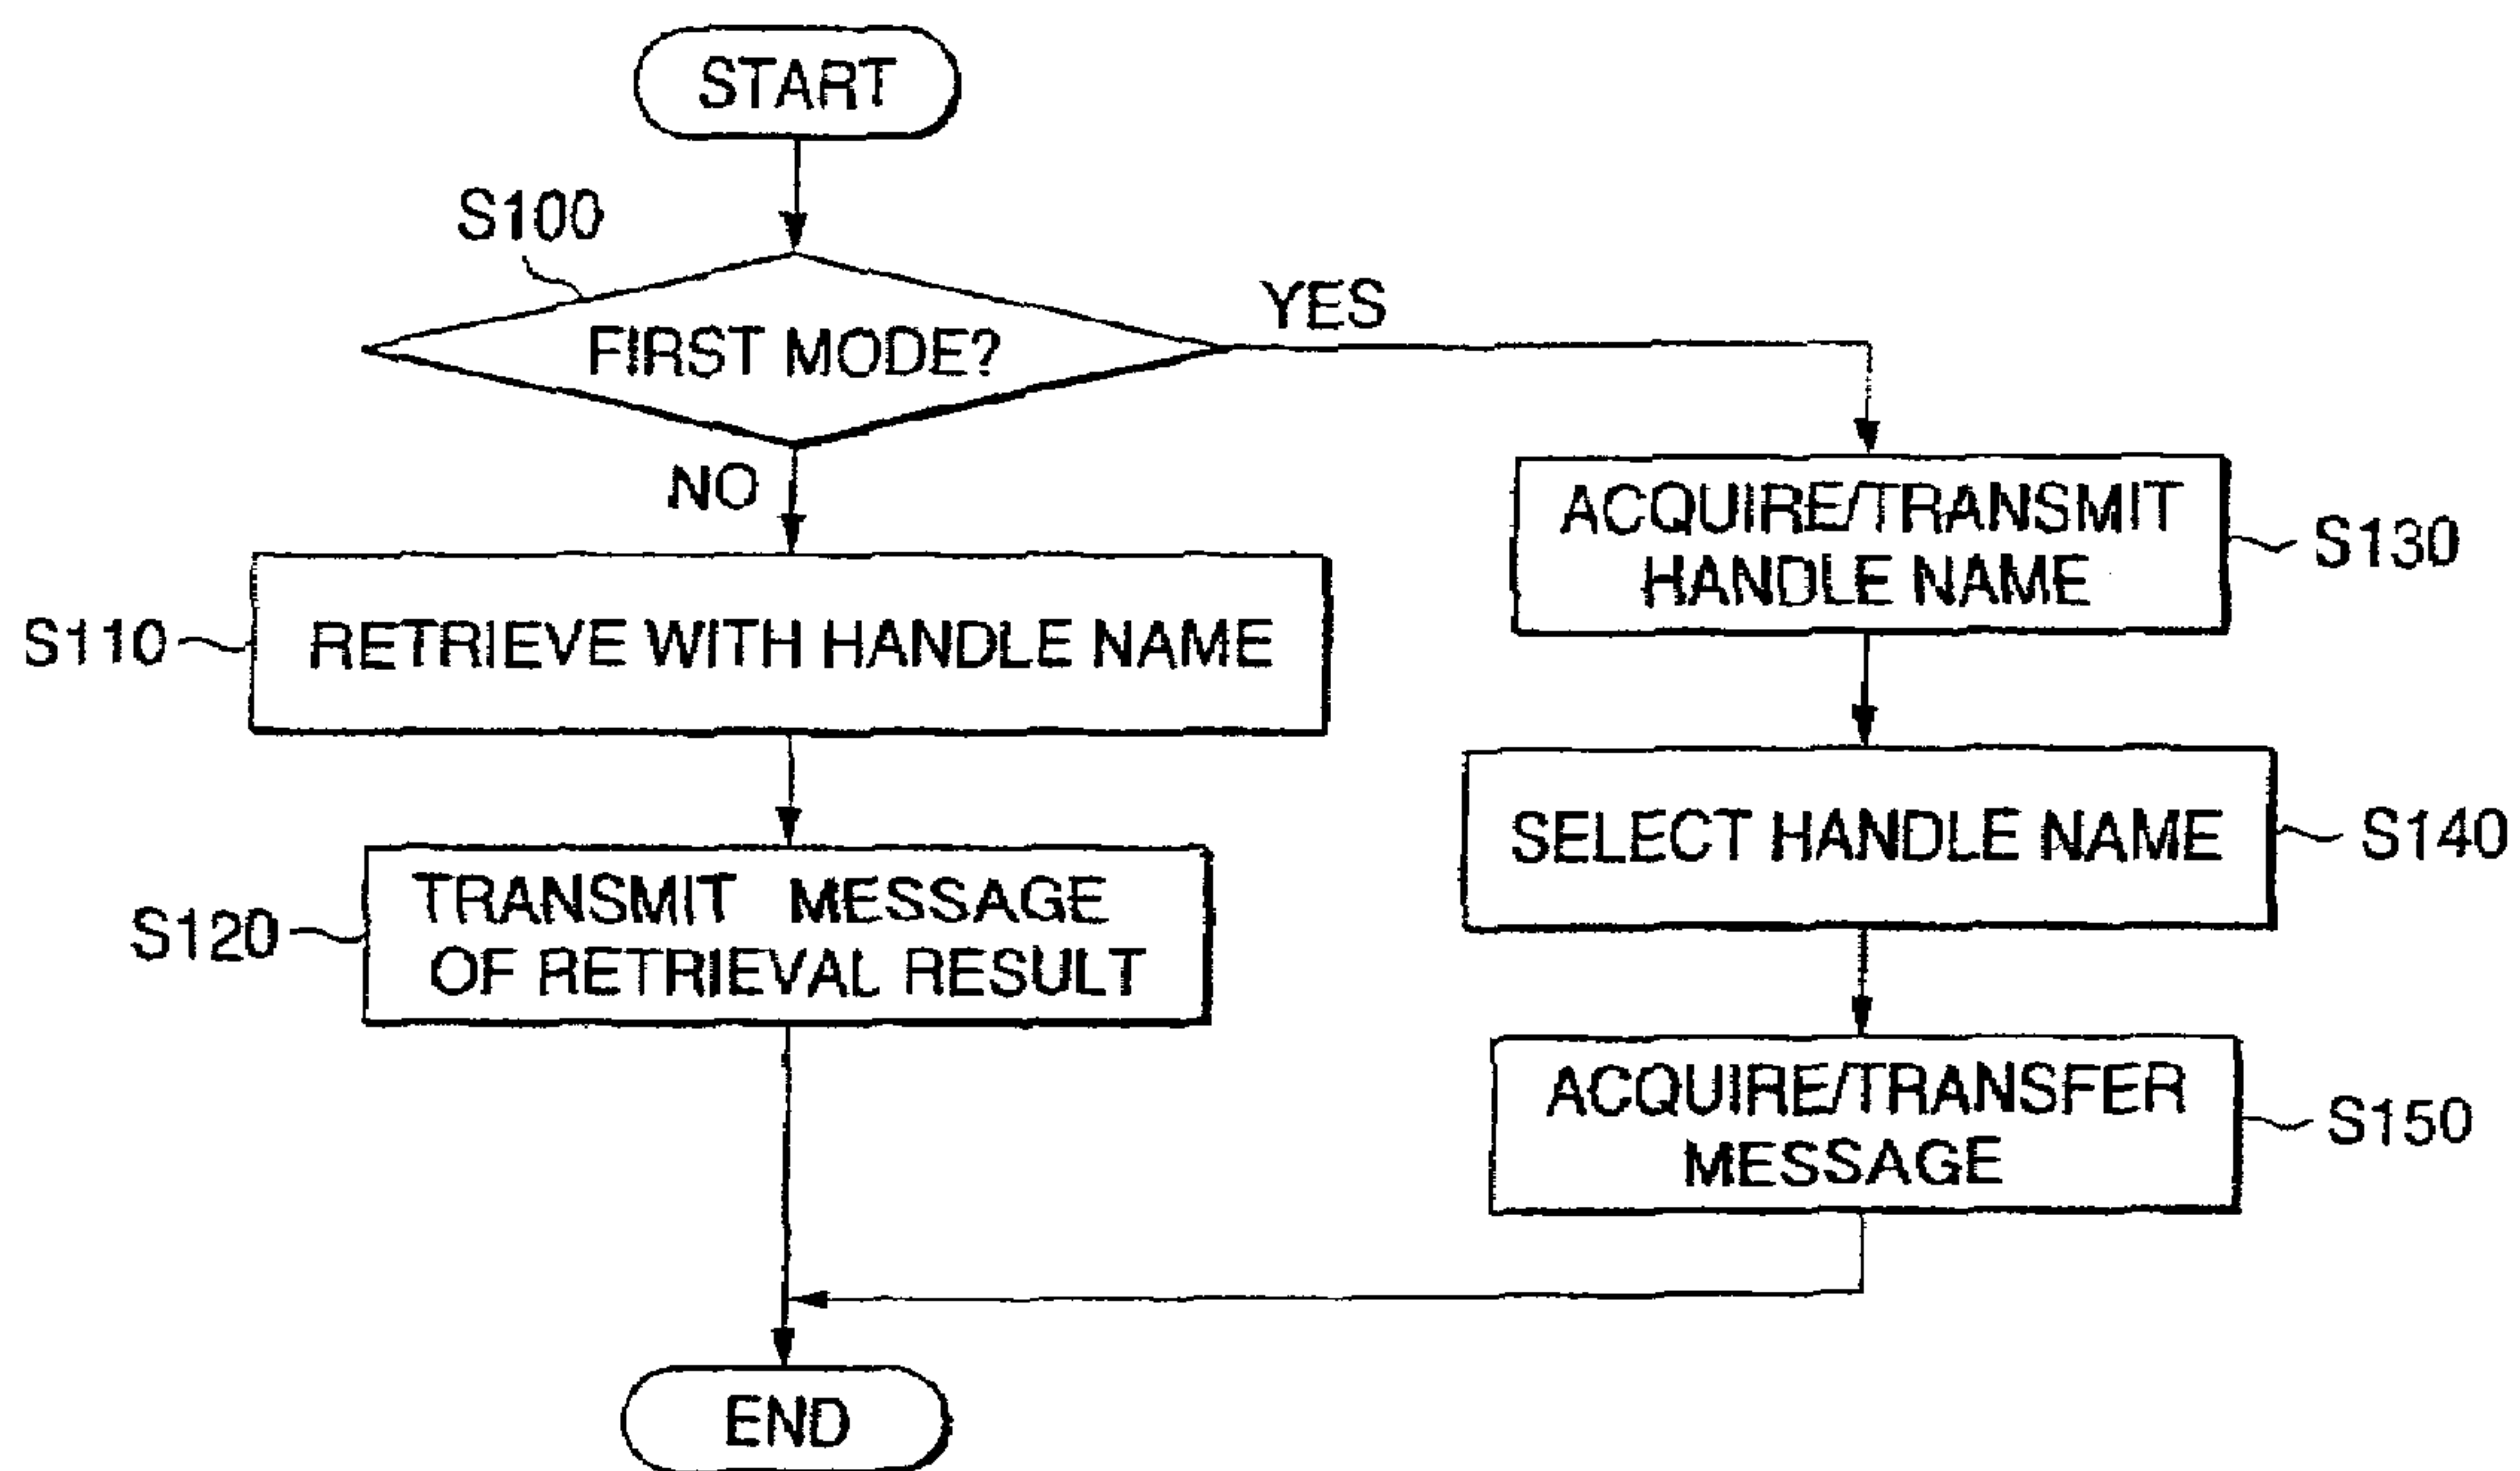 START
S100
FIRST MODE?
YES
NO
S110
RETRIEVE WITH HANDLE NAME
S120
TRANSMIT MESSAGE
OF RETRIEVAL RESULT
ACQUIRE/TRANSMIT
HANDLE NAME
S130
SELECT HANDLE NAME
S140
ACQUIRE/TRANSFER
MESSAGE
S150
END